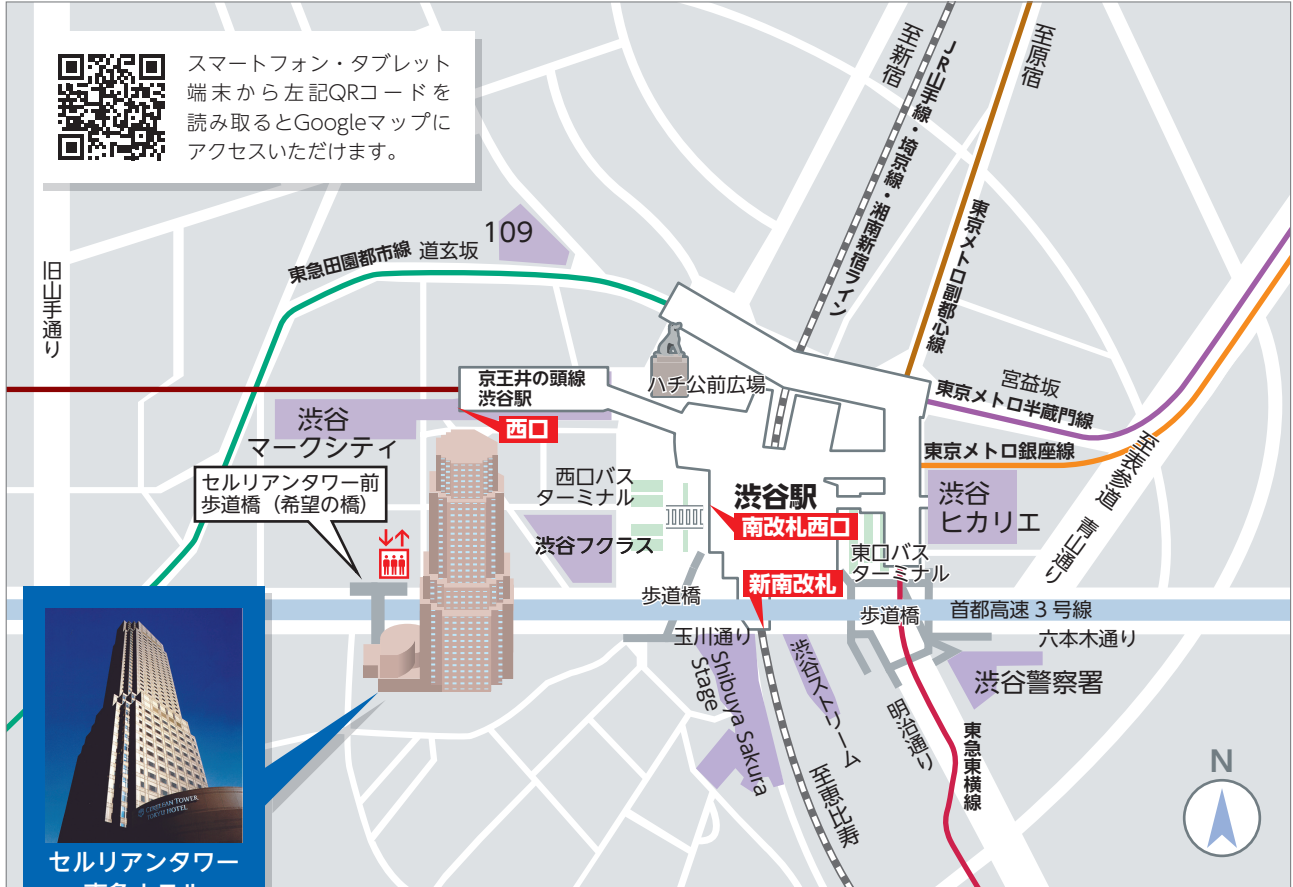 スマートフォン・タブレット
端末から左記QRコードを
読み取るとGoogleマップに
アクセスいただけます。
至新宿
JR山手線・埼京線・湘南新宿ライン
至原宿
東京メトロ副都心線
旧山手通り
東急田園都市線
道玄坂
109
ハチ公前広場
京王井の頭線
渋谷駅
西口
渋谷
マークシティ
宮益坂
東京メトロ半蔵門線
東京メトロ銀座線
至表参道
青山通り
セルリアンタワー前
歩道橋（希望の橋）
西口バス
ターミナル
渋谷フクラス
渋谷駅
南改札西口
新南改札
東口バス
ターミナル
渋谷
ヒカリエ
歩道橋
歩道橋
首都高速3号線
玉川通り
六本木通り
Shibuya Sakura
Stage
渋谷ストリーム
渋谷警察署
明治通り
東急東横線
至恵比寿
N
CERULEAN TOWER
TOKYU HOTEL
セルリアンタワー
東急ホテル